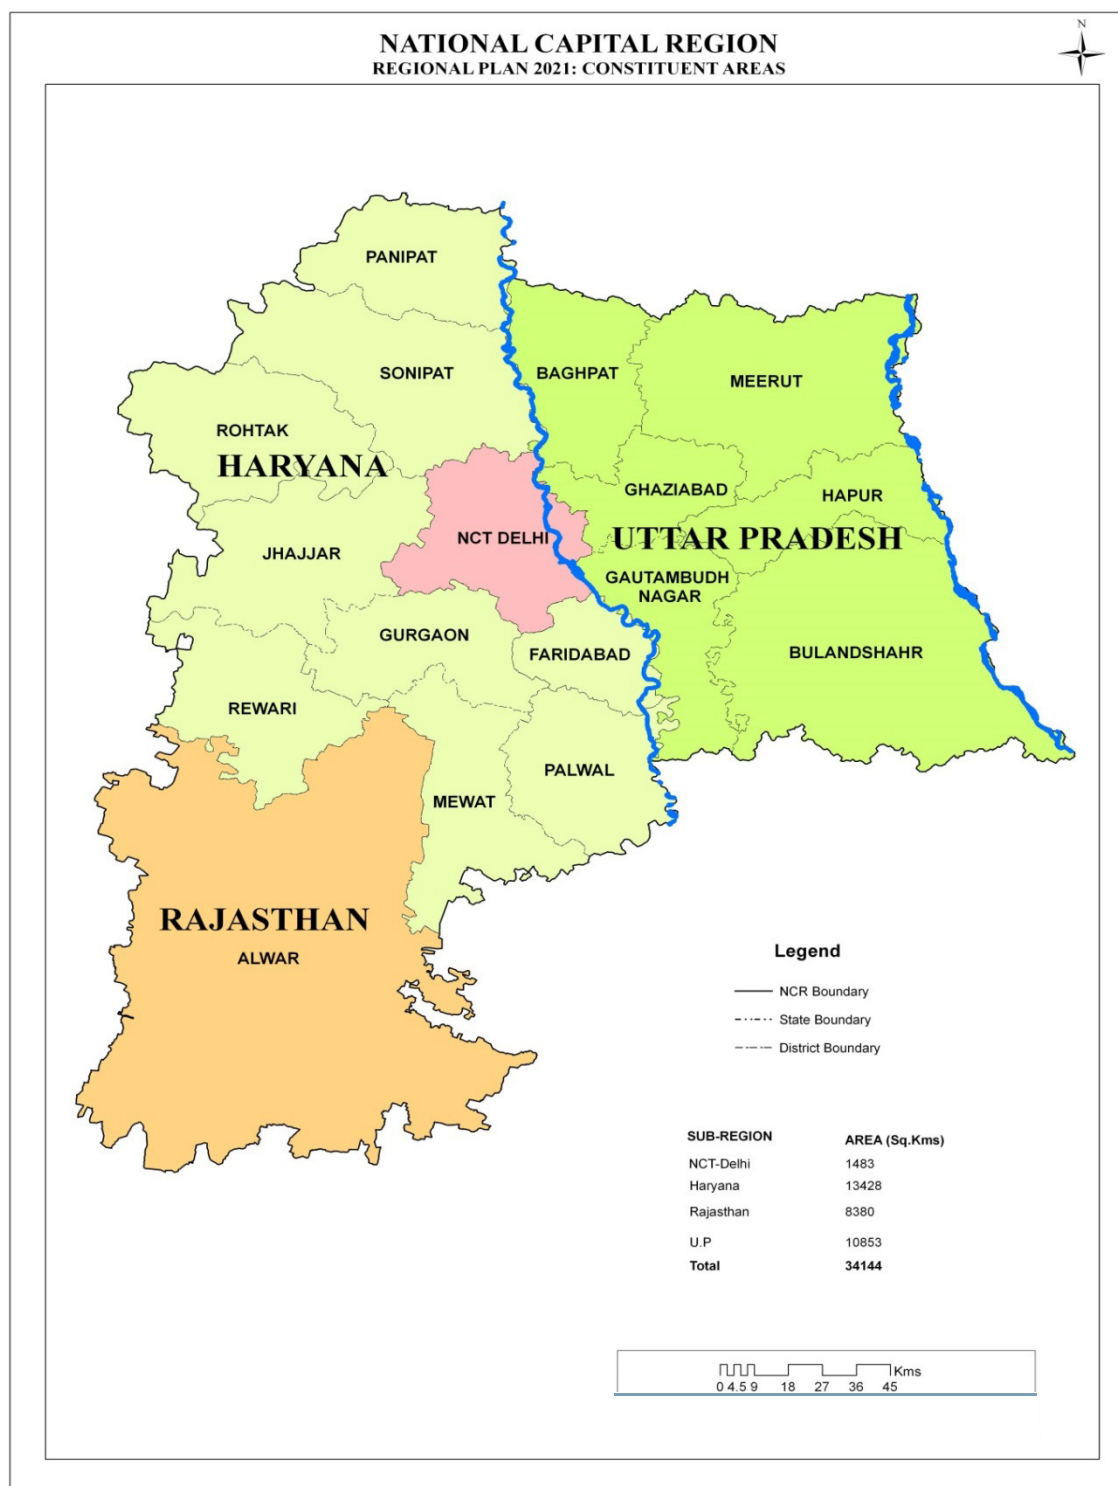 N
NATIONAL CAPITAL REGION
REGIONAL PLAN 2021: CONSTITUENT AREAS
PANIPAT
SONIPAT
BAGHPAT
MEERUT
ROHTAK
HARYANA
GHAZIABAD
HAPUR
NCT DELHI
UTTAR PRADESH
JHAJJAR
GAUTAMBUDH
NAGAR
GURGAON
FARIDABAD
BULANDSHAHR
REWARI
PALWAL
MEWAT
RAJASTHAN
ALWAR
Legend
NCR Boundary
State Boundary
District Boundary
SUB-REGION AREA (Sq.Kms)
NCT-Delhi 1483
Haryana 13428
Rajasthan 8380
U.P 10853
Total 34144
Kms
0 4.5 9 18 27 36 45